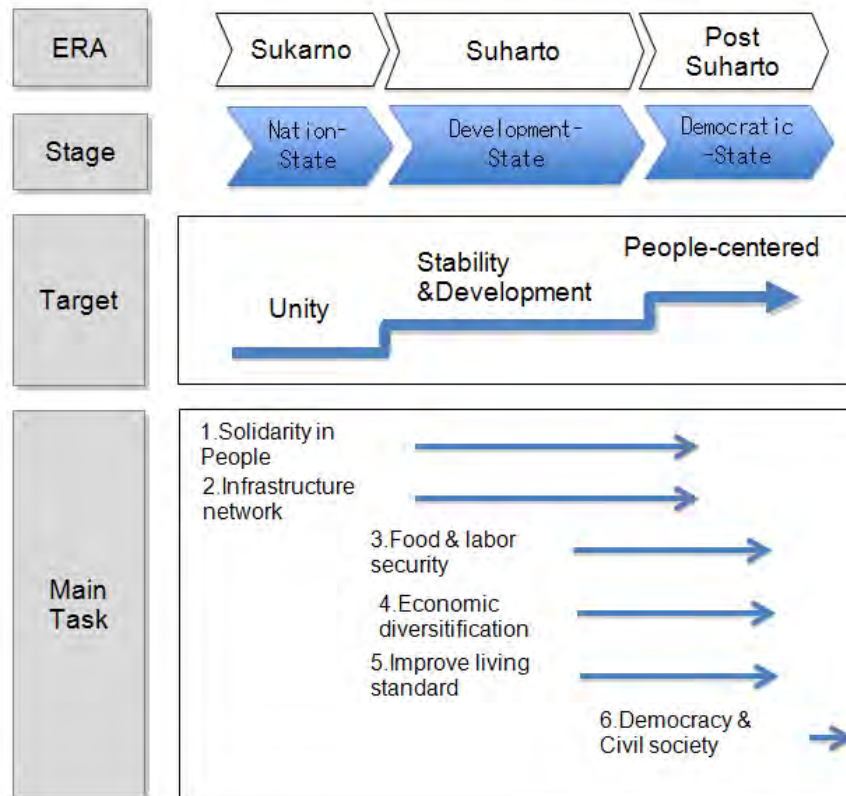 ERA
Sukarno
Suharto
Post
Suharto
Stage
Nation-
State
Development-
State
Democratic
-State
Target
Unity
Stability
&Development
People-centered
Main
Task
1.Solidarity in
People
2.Infrastructure
network
3.Food & labor
security
4.Economic
diversitification
5.Improve living
standard
6.Democracy &
Civil society